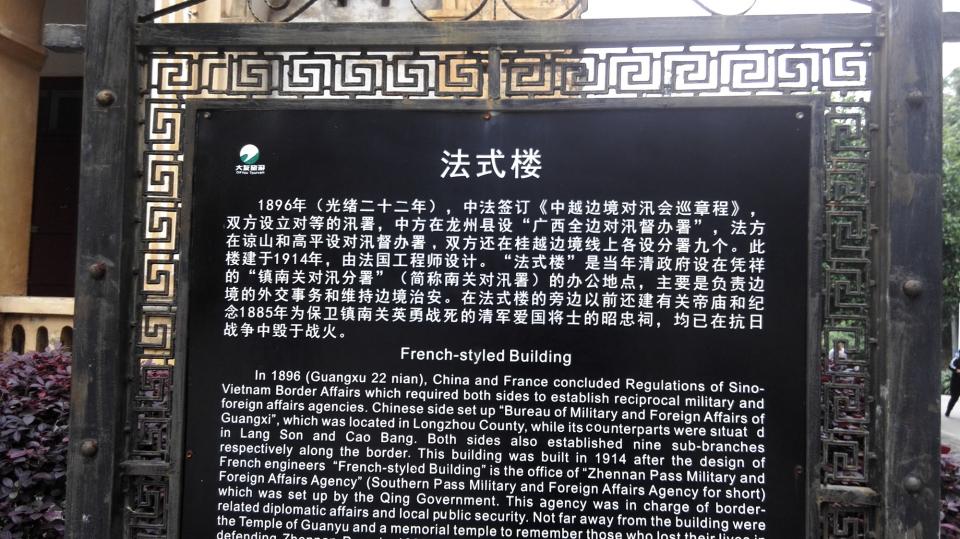 大友旅游
法式楼
1896年（光绪二十二年），中法签订《中越边境对汛会巡章程》，
双方设立对等的汛署，中方在龙州县设“广西全边对汛督办署”，法方
在谅山和高平设对汛督办署，双方还在桂越边境线上各设分署九个。此
楼建于1914年，由法国工程师设计。“法式楼”是当年清政府设在凭祥
的“镇南关对汛分署”（简称南关对汛署）的办公地点，主要是负责边
境的外交事务和维持边境治安。在法式楼的旁边以前还建有关帝庙和纪
念1885年为保卫镇南关英勇战死的清军爱国将士的昭忠祠，均已在抗日
战争中毁于战火。
French-styled Building
In 1896 (Guangxu 22 nian), China and France concluded Regulations of Sino-
Vietnam Border Affairs which required both sides to establish reciprocal military and
foreign affairs agencies. Chinese side set up “Bureau of Military and Foreign Affairs of
Guangxi”, which was located in Longzhou County, while its counterparts were situat d
in Lang Son and Cao Bang. Both sides also established nine sub-branches
respectively along the border. This building was built in 1914 after the design of
French engineers “French-styled Building” is the office of “Zhennan Pass Military and
Foreign Affairs Agency” (Southern Pass Military and Foreign Affairs Agency for short)
which was set up by the Qing Government. This agency was in charge of border-
related diplomatic affairs and local public security. Not far away from the building were
the Temple of Guanyu and a memorial temple to remember those who lost their lives in
defending Zhennan